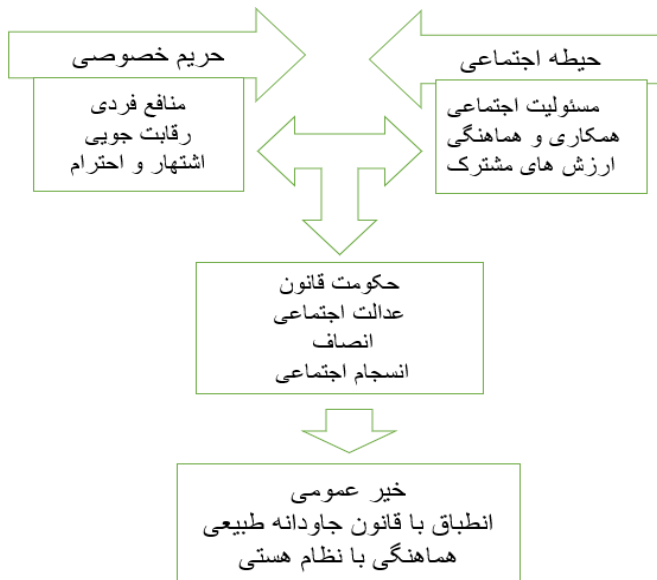 حیطه اجتماعی
مسئولیت اجتماعی
همکاری و هماهنگی
ارزش های مشترک
حریم خصوصی
منافع فردی
رقابت جویی
اشتهار و احترام
حکومت قانون
عدالت اجتماعی
انصاف
انسجام اجتماعی
خیر عمومی
انطباق با قانون جاودانه طبیعی
هماهنگی با نظام هستی